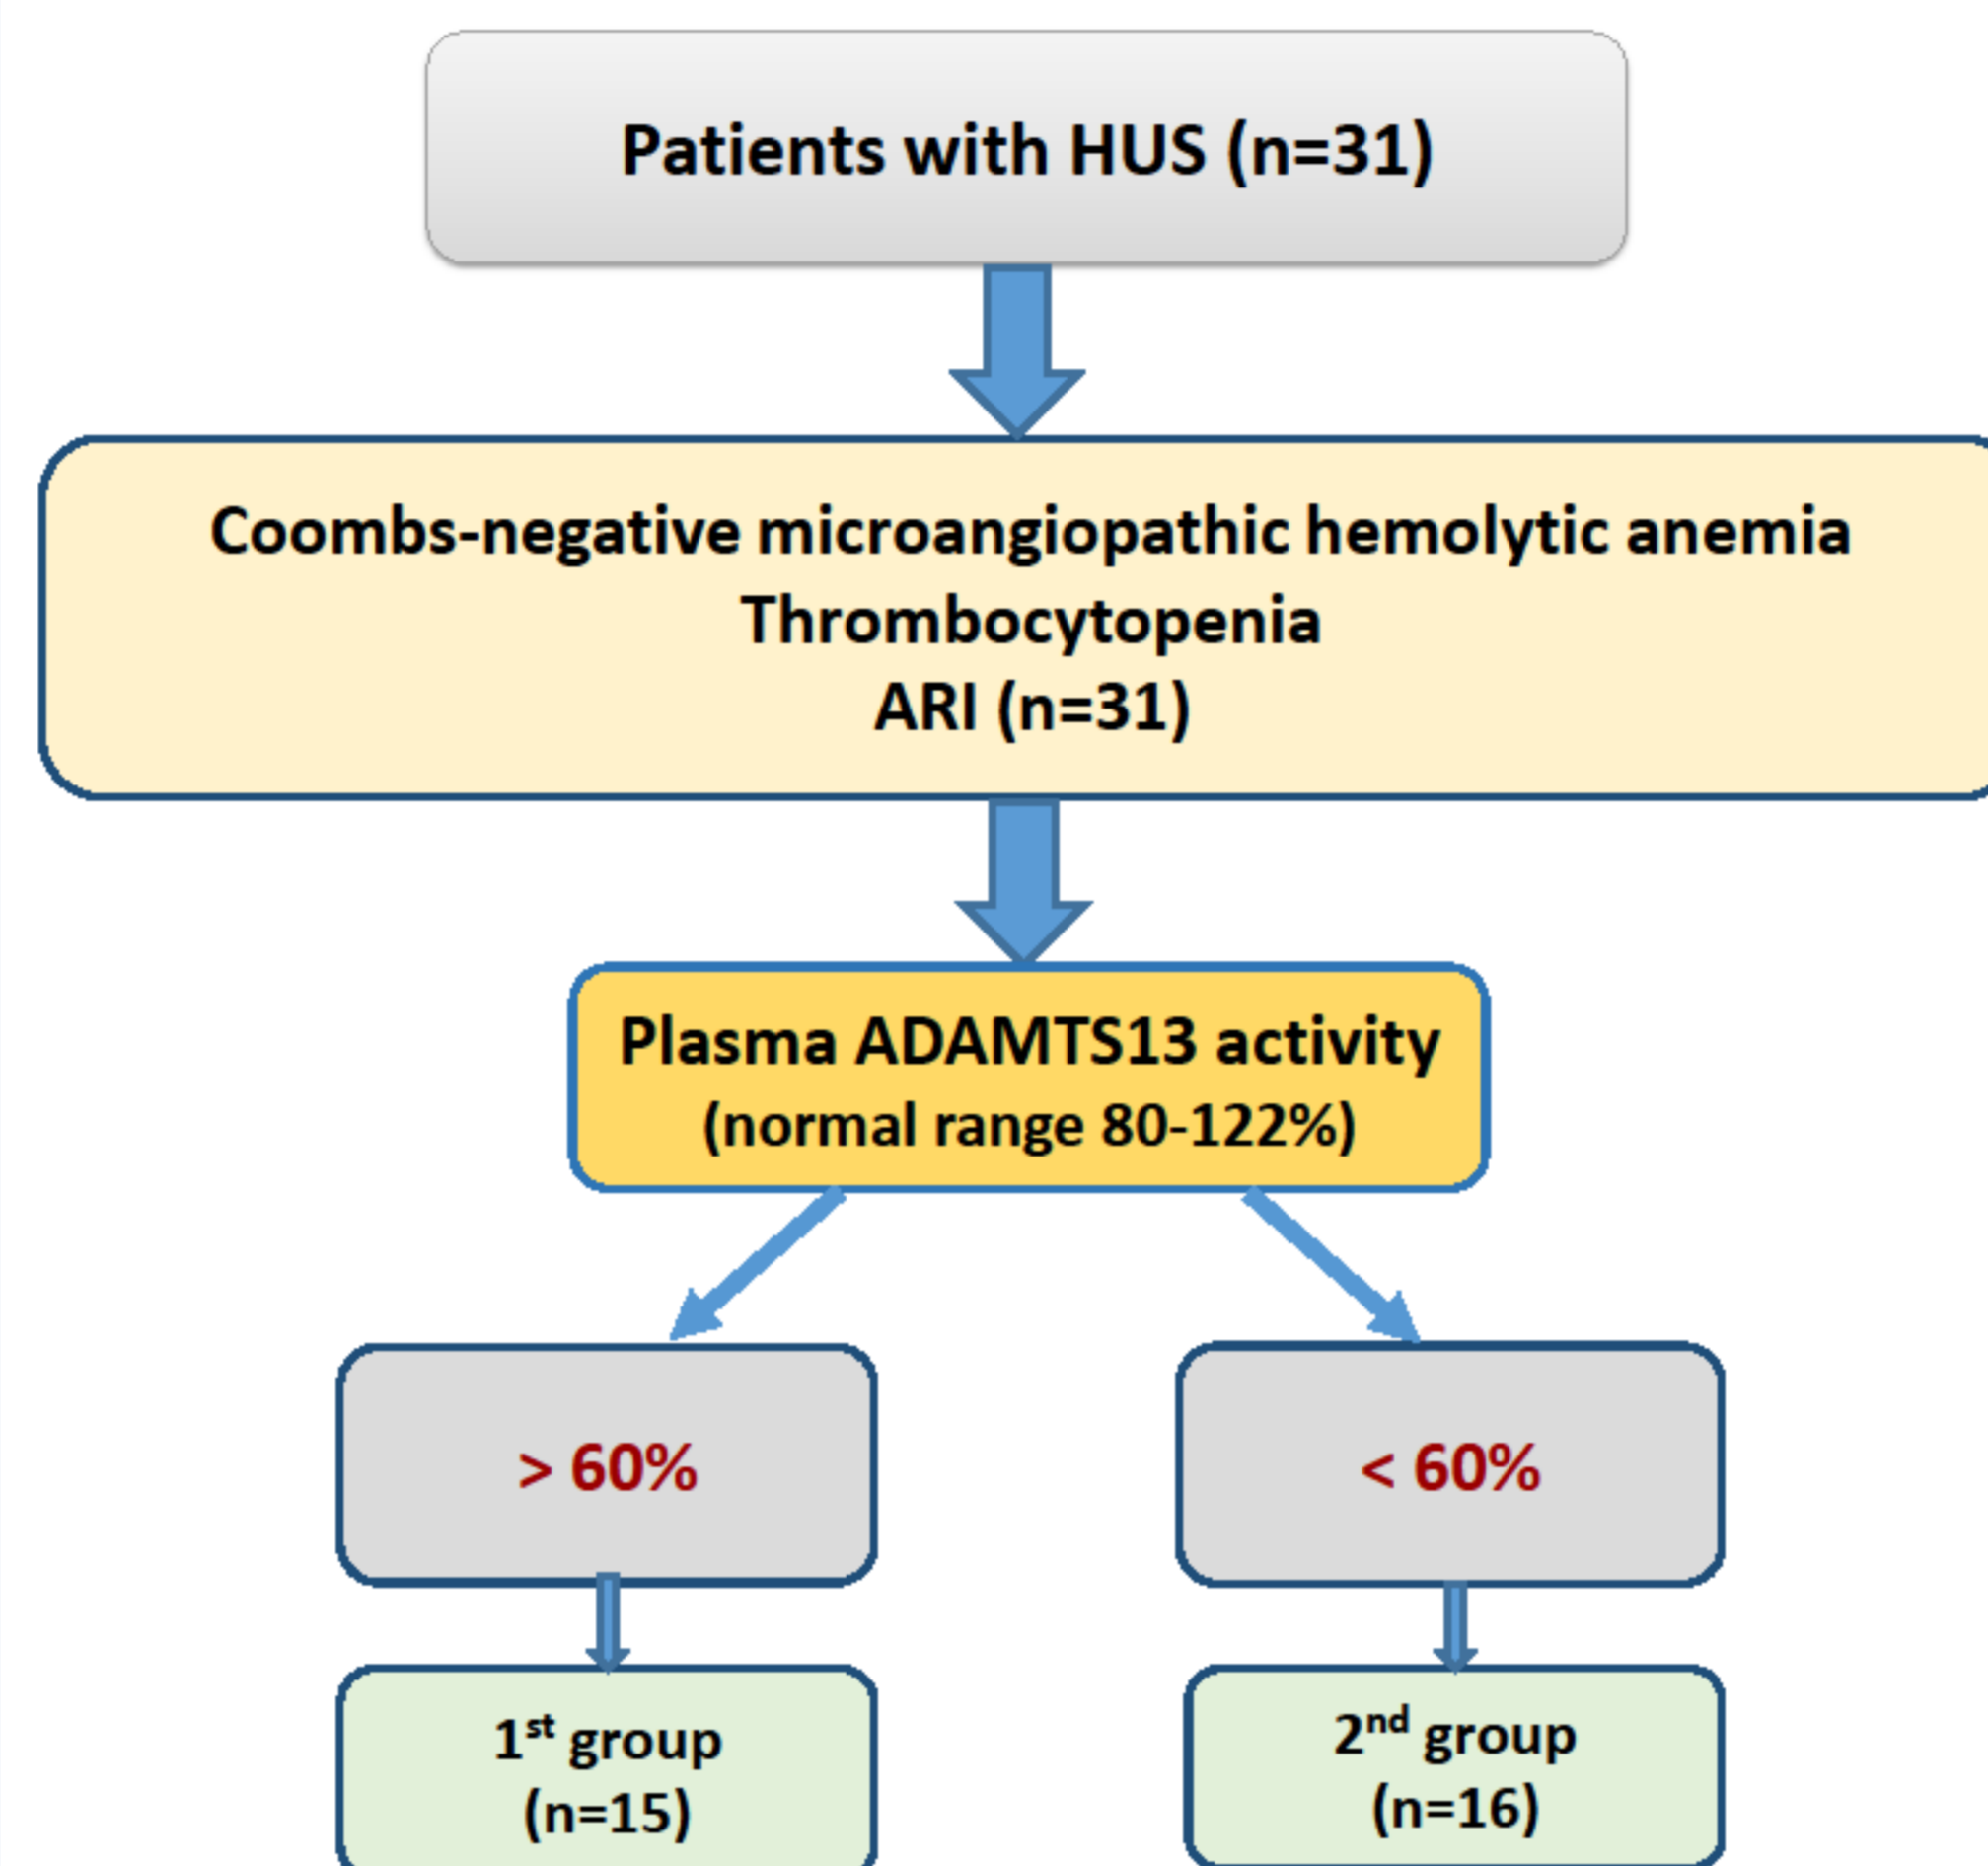 Patients with HUS (n=31)
Coombs-negative microangiopathic hemolytic anemia
Thrombocytopenia
ARI (n=31)
Plasma ADAMTS13 activity
(normal range 80-122%)
> 60%
< 60%
1st group
(n=15)
2nd group
(n=16)